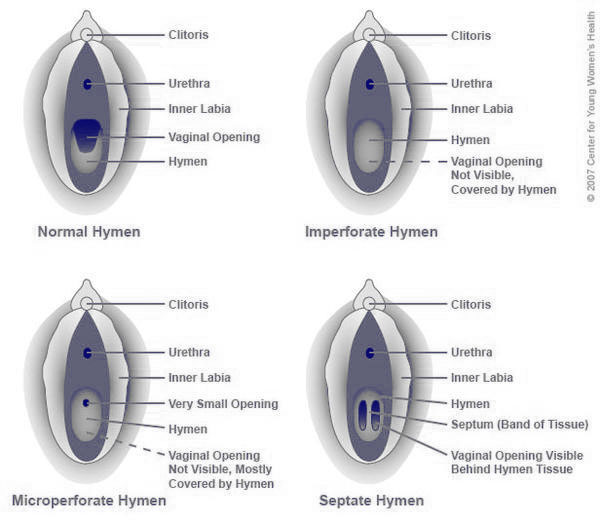 Clitoris
Urethra
Inner Labia
Vaginal Opening
Hymen
Normal Hymen
Clitoris
Urethra
Inner Labia
Hymen
Vaginal Opening
Not Visible,
Covered by Hymen
Imperforate Hymen
© 2007 Center for Young Women's Health
Clitoris
Urethra
Inner Labia
Very Small Opening
Hymen
Vaginal Opening
Not Visible, Mostly
Covered by Hymen
Microperforate Hymen
Clitoris
Urethra
Inner Labia
Hymen
Septum (Band of Tissue)
Vaginal Opening Visible
Behind Hymen Tissue
Septate Hymen